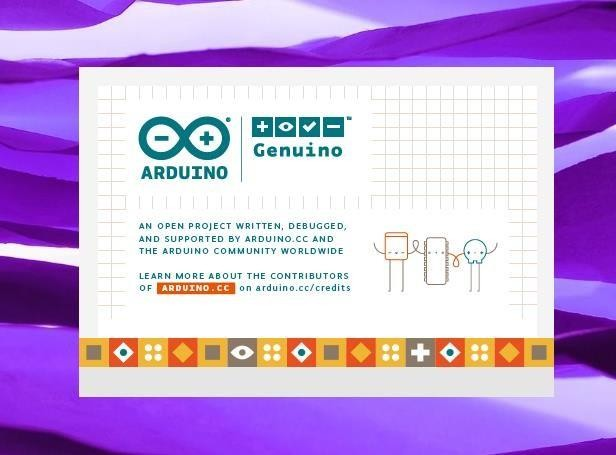 ARDUINO
Genuino™
AN OPEN PROJECT WRITTEN, DEBUGGED,
AND SUPPORTED BY ARDUINO.CC AND
THE ARDUINO COMMUNITY WORLDWIDE
LEARN MORE ABOUT THE CONTRIBUTORS
OF ARDUINO.CC on arduino.cc/credits